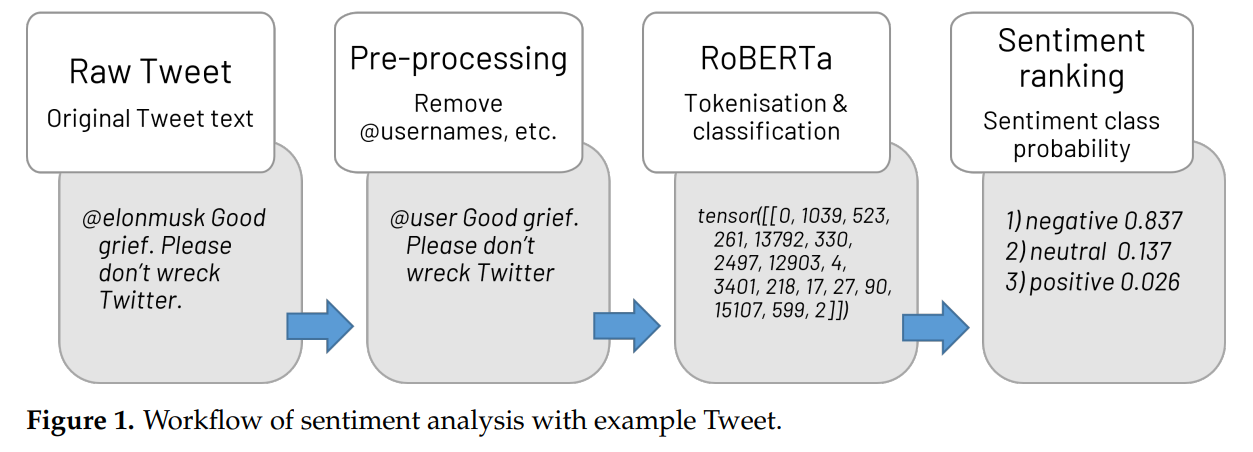 Raw Tweet
Original Tweet text
@elonmusk Good
grief. Please
don’t wreck
Twitter.
Pre-processing
Remove
@usernames, etc.
@user Good grief.
Please don’t
wreck Twitter
RoBERTa
Tokenisation &
classification
tensor([[0, 1039, 523,
261, 13792, 330,
2497, 12903, 4,
3401, 218, 17, 27, 90,
15107, 599, 2]])
Sentiment
ranking
Sentiment class
probability
1) negative 0.837
2) neutral 0.137
3) positive 0.026
Figure 1. Workflow of sentiment analysis with example Tweet.